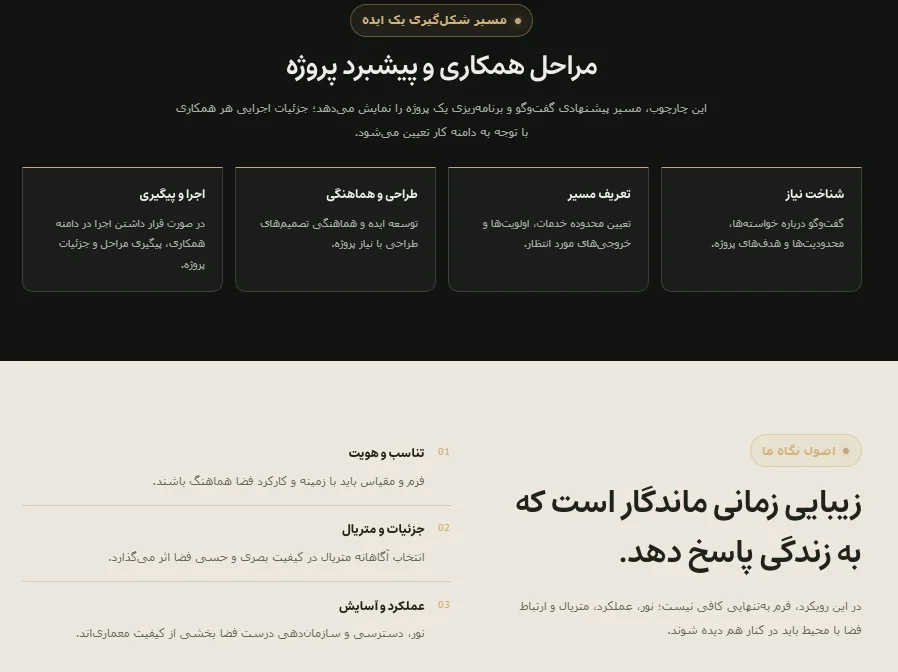 مسیر شکل‌گیری یک ایده
مراحل همکاری و پیشبرد پروژه
این چارچوب، مسیر پیشنهادی گفت‌وگو و برنامه‌ریزی یک پروژه را نمایش می‌دهد؛ جزئیات اجرایی هر همکاری
با توجه به دامنه کار تعیین می‌شود.
شناخت نیاز
گفت‌وگو درباره خواسته‌ها،
محدودیت‌ها و هدف‌های پروژه.
تعریف مسیر
تعیین محدوده خدمات، اولویت‌ها و
خروجی‌های مورد انتظار.
طراحی و هماهنگی
توسعه ایده و هماهنگی تصمیم‌های
طراحی با نیاز پروژه.
اجرا و پیگیری
در صورت قرار داشتن اجرا در دامنه
همکاری، پیگیری مراحل و جزئیات
پروژه.
اصول نگاه ما
زیبایی زمانی ماندگار است که
به زندگی پاسخ دهد.
در این رویکرد، فرم به‌تنهایی کافی نیست؛ نور، عملکرد، متریال و ارتباط
فضا با محیط باید در کنار هم دیده شوند.
01
تناسب و هویت
فرم و مقیاس باید با زمینه و کارکرد فضا هماهنگ باشند.
02
جزئیات و متریال
انتخاب آگاهانه متریال در کیفیت بصری و حسی فضا اثر می‌گذارد.
03
عملکرد و آسایش
نور، دسترسی و سازمان‌دهی درست فضا بخشی از کیفیت معماری‌اند.